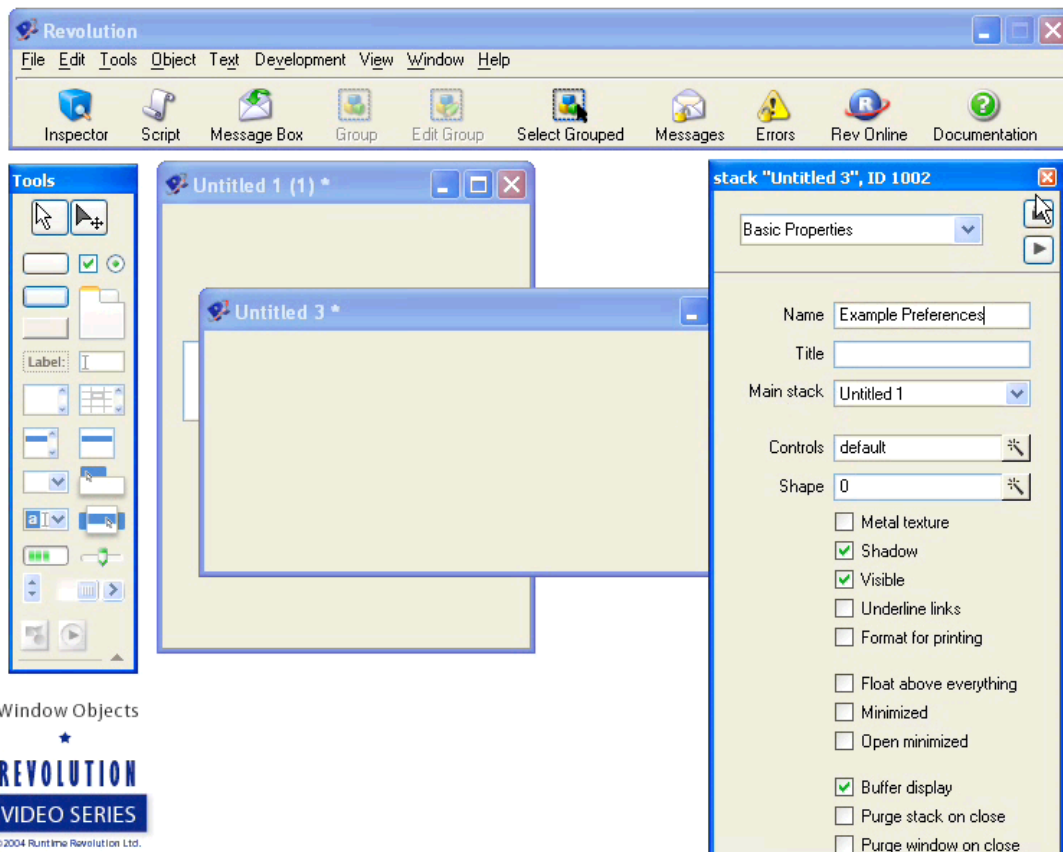 Revolution
File Edit Tools Object Text Development View Window Help
Inspector Script Message Box Group Edit Group Select Grouped Messages Errors Rev Online Documentation
Tools
Label:
a
Untitled 1 (1) *
Untitled 3 *
stack "Untitled 3", ID 1002
Basic Properties
Name Example Preferences
Title
Main stack Untitled 1
Controls default
Shape 0
Metal texture
Shadow
Visible
Underline links
Format for printing
Float above everything
Minimized
Open minimized
Buffer display
Purge stack on close
Purge window on close
Window Objects
REVOLUTION
VIDEO SERIES
©2004 Runtime Revolution Ltd.